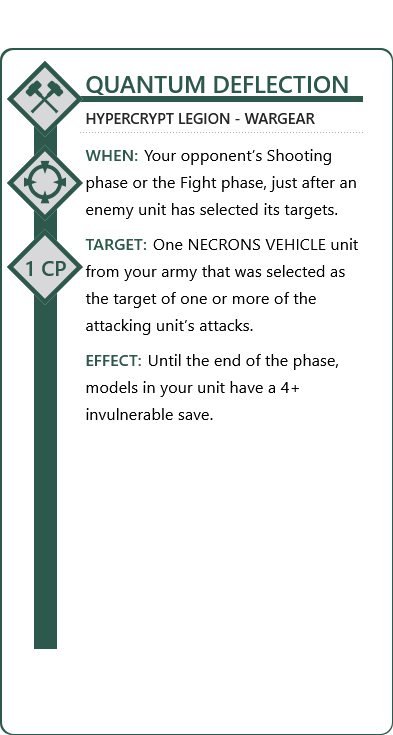 QUANTUM DEFLECTION
HYPERCRYPT LEGION - WARGEAR
WHEN: Your opponent's Shooting
phase or the Fight phase, just after an
enemy unit has selected its targets.
1 CP
TARGET: One NECRONS VEHICLE unit
from your army that was selected as
the target of one or more of the
attacking unit's attacks.
EFFECT: Until the end of the phase,
models in your unit have a 4+
invulnerable save.